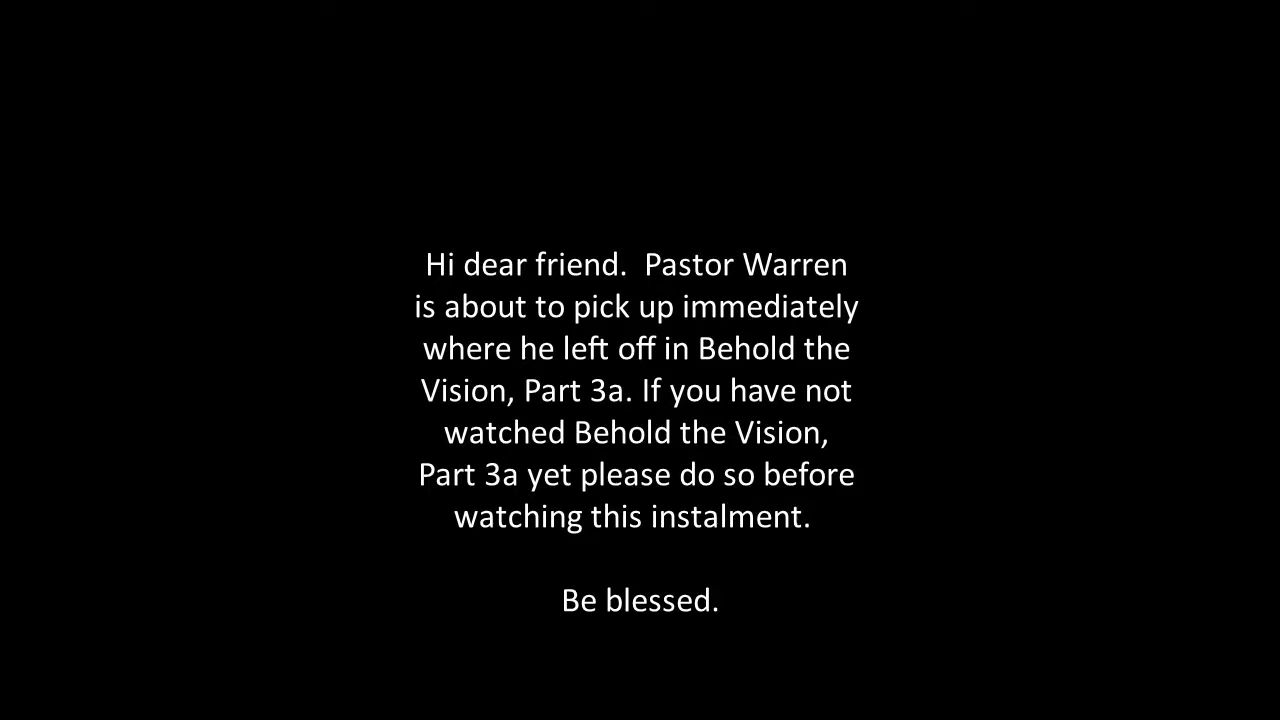 Hi dear friend.  Pastor Warren
is about to pick up immediately
where he left off in Behold the
Vision, Part 3a. If you have not
watched Behold the Vision,
Part 3a yet please do so before
watching this instalment.
Be blessed.